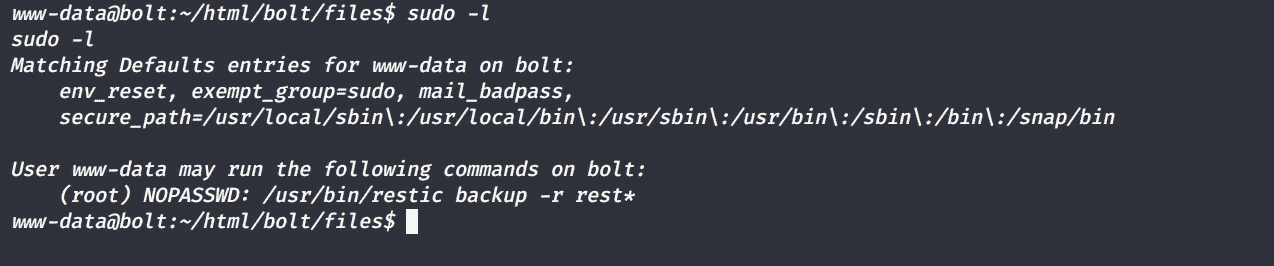 www-data@bolt:~/html/bolt/files$ sudo -l
sudo -l
Matching Defaults entries for www-data on bolt:
    env_reset, exempt_group=sudo, mail_badpass,
    secure_path=/usr/local/sbin\:/usr/local/bin\:/usr/sbin\:/usr/bin\:/sbin\:/bin\:/snap/bin

User www-data may run the following commands on bolt:
    (root) NOPASSWD: /usr/bin/restic backup -r rest*
www-data@bolt:~/html/bolt/files$